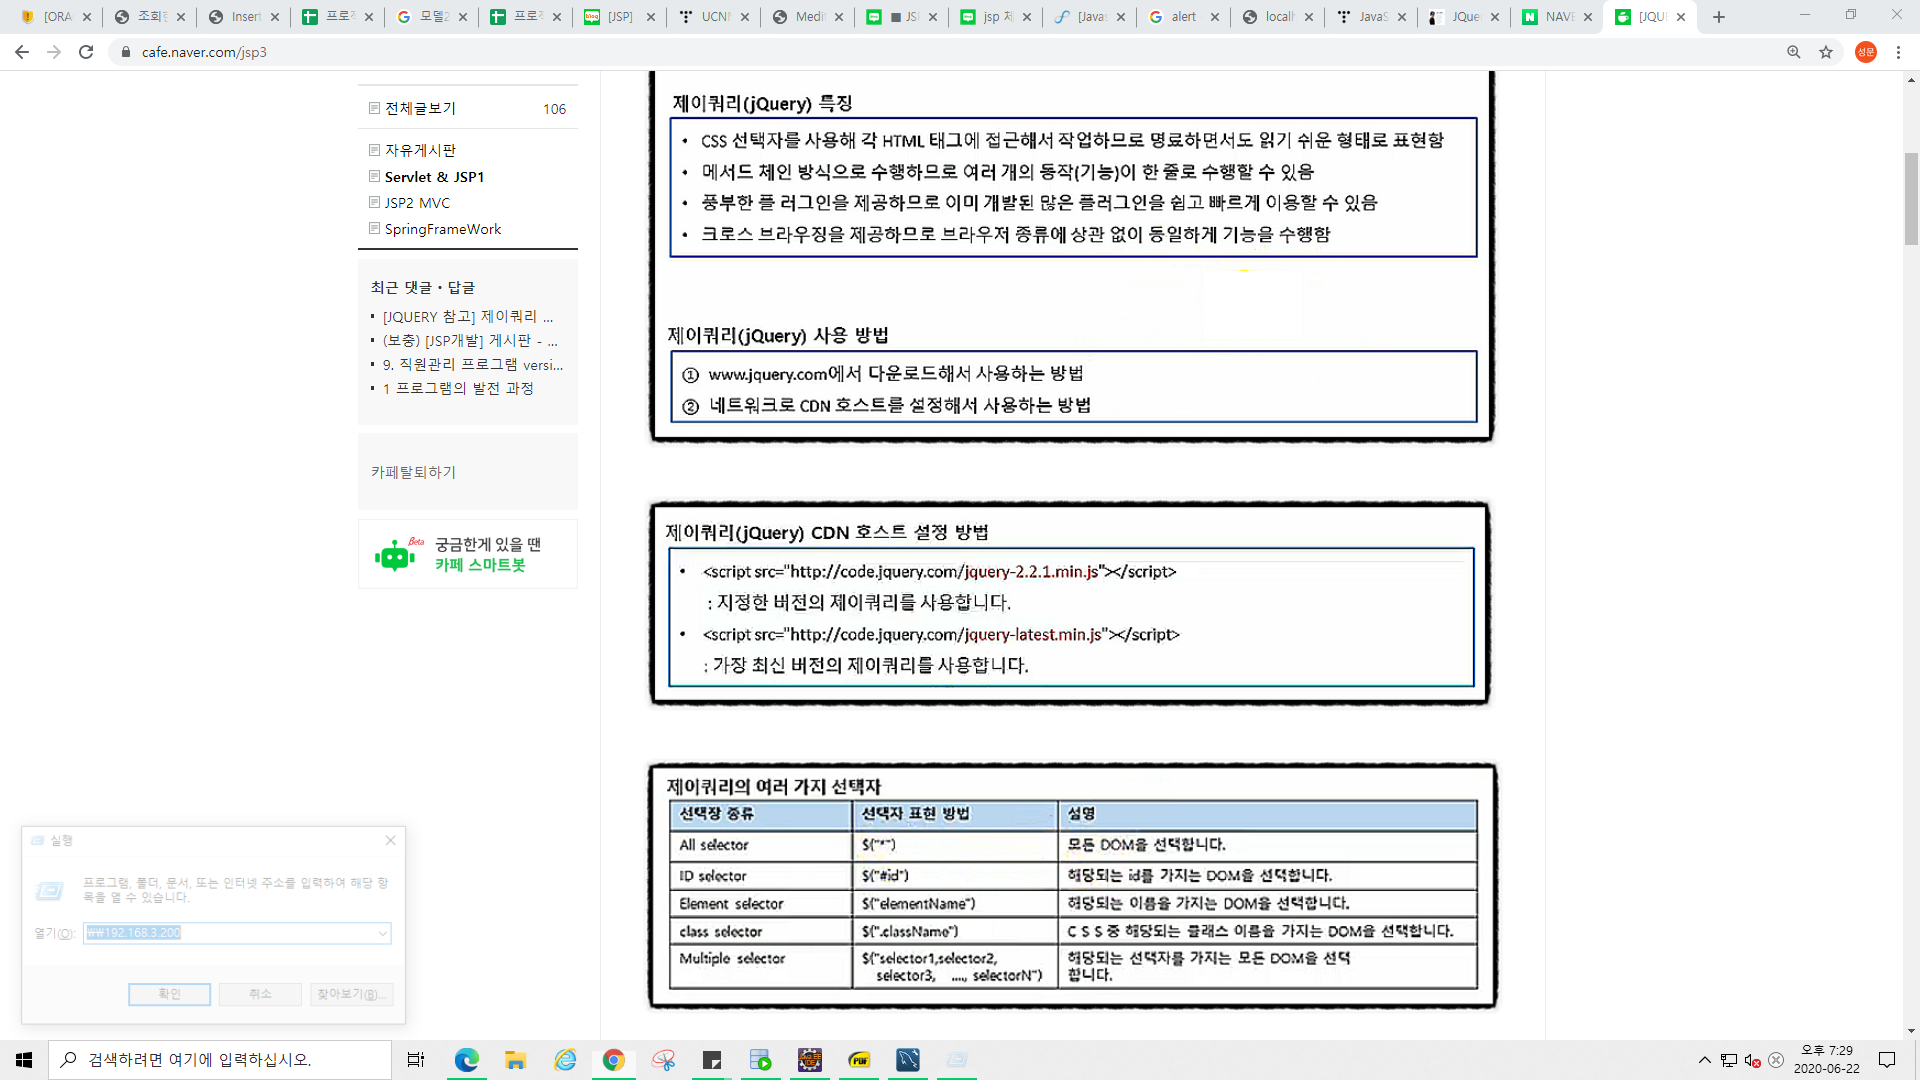 [ORA
조회
Insert
프로
모델2
프로
[JSP]
UCN
Medi
JS
jsp 제
[Javas
alert
localh
JavaS
JQue
NAVE
[JQU
cafe.naver.com/jsp3
성문
전체글보기 106
자유게시판
Servlet & JSP1
JSP2 MVC
SpringFrameWork
최근 댓글・답글
[JQUERY 참고] 제이쿼리 ...
(보충) [JSP개발] 게시판 - ...
9. 직원관리 프로그램 versi...
1 프로그램의 발전 과정
카페탈퇴하기
Beta
궁금한게 있을 땐
카페 스마트봇
제이쿼리(jQuery) 특징
• CSS 선택자를 사용해 각 HTML 태그에 접근해서 작업하므로 명료하면서도 읽기 쉬운 형태로 표현함
• 메서드 체인 방식으로 수행하므로 여러 개의 동작(기능)이 한 줄로 수행할 수 있음
• 풍부한 플 러그인을 제공하므로 이미 개발된 많은 플러그인을 쉽고 빠르게 이용할 수 있음
• 크로스 브라우징을 제공하므로 브라우저 종류에 상관 없이 동일하게 기능을 수행함
제이쿼리(jQuery) 사용 방법
① www.jquery.com에서 다운로드해서 사용하는 방법
② 네트워크로 CDN 호스트를 설정해서 사용하는 방법
제이쿼리(jQuery) CDN 호스트 설정 방법
• <script src="http://code.jquery.com/jquery-2.2.1.min.js"></script>
: 지정한 버전의 제이쿼리를 사용합니다.
• <script src="http://code.jquery.com/jquery-latest.min.js"></script>
: 가장 최신 버전의 제이쿼리를 사용합니다.
제이쿼리의 여러 가지 선택자
선택장 종류 선택자 표현 방법 설명
All selector $("*") 모든 DOM을 선택합니다.
ID selector $("#id") 해당되는 id를 가지는 DOM을 선택합니다.
Element selector $("elementName") 해당되는 이름을 가지는 DOM을 선택합니다.
class selector $(".className") C S S 중 해당되는 클래스 이름을 가지는 DOM을 선택합니다.
Multiple selector $("selector1,selector2, 해당되는 선택자를 가지는 모든 DOM을 선택
selector3, ...., selectorN") 합니다.
실행
프로그램, 폴더, 문서, 또는 인터넷 주소를 입력하여 해당 항
목을 열 수 있습니다.
열기(O): ₩₩192.168.3.200
확인 취소 찾아보기(B)...
검색하려면 여기에 입력하십시오.
PDF
오후 7:29
2020-06-22